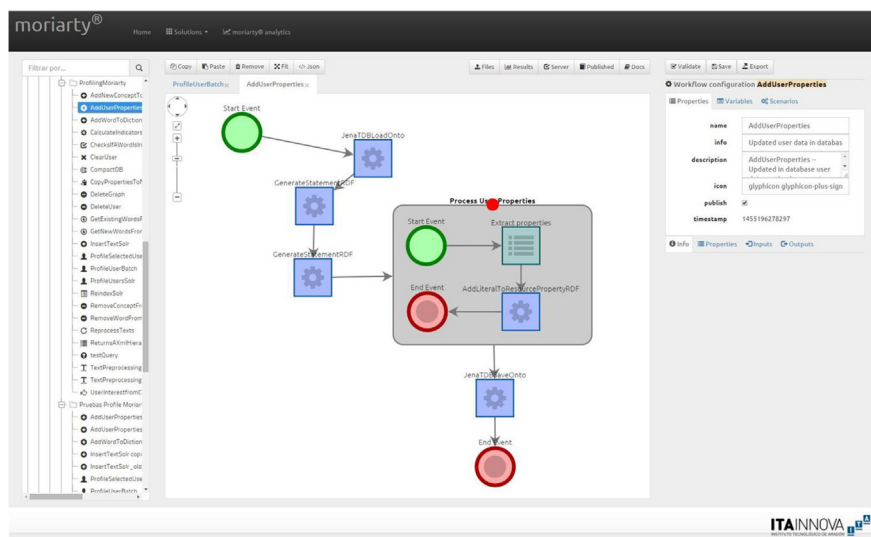 moriarty®
Home
Solutions
moriarty® analytics
Filtrar por...
Copy Paste Remove Fit Json
Files Results Server Published Docs
Validate Save Export
ProfilingMoriarty
AddNewConceptTo
AddUserProperties
AddWordToDiction
CalculateIndicators
CheckIsIfAWordIsIn
ClearUser
CompactDB
CopyPropertiesToN
DeleteGraph
DeleteUser
GetExistingWordsF
GetNewWordsFror
InsertTextSolr
ProfileSelectedUse
ProfileUserBatch
ProfileUsersSolr
ReindexSolr
RemoveConceptFr
RemoveWordFrom
ReprocessTexts
ReturnsAXmlHiera
testQuery
TextPreprocessing
TextPreprocessing
UserInterestfromC
Pruebas Profile Moriar
AddUserProperties
AddUserProperties
AddWordToDiction
InsertTextSolr copi
InsertTextSolr_old
ProfileSelectedUse
ProfileUserBatch
ProfileUserBatch x
AddUserProperties x
Start Event
JenaTDBLoadOnto
GenerateStatementRDF
GenerateStatementRDF
Process User Properties
Start Event
Extract properties
End Event
AddLiteralToResourcePropertyRDF
JenaTDBSaveOnto
End Event
Workflow configuration AddUserProperties
Properties Variables Scenarios
name AddUserProperties
info Updated user data in databas
description AddUserProperties –
Updated in database user
icon glyphicon glyphicon-plus-sign
publish
timestamp 1455196278297
Info Properties Inputs Outputs
ITAINNOVA
INSTITUTO TECNOLÓGICO DE ARAGÓN